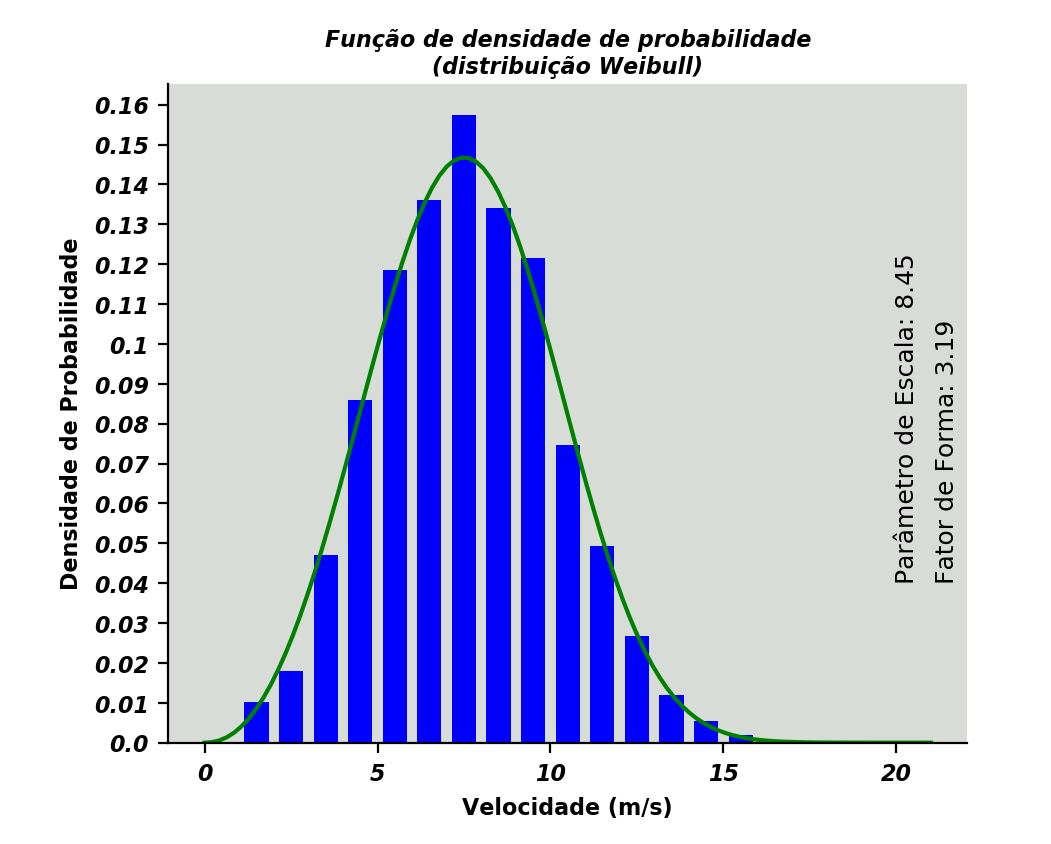 Função de densidade de probabilidade
(distribuição Weibull)
0.16
0.15
0.14
0.13
0.12
0.11
0.1
0.09
0.08
0.07
0.06
0.05
0.04
0.03
0.02
0.01
0.0
Densidade de Probabilidade
Parâmetro de Escala: 8.45
Fator de Forma: 3.19
0 5 10 15 20
Velocidade (m/s)